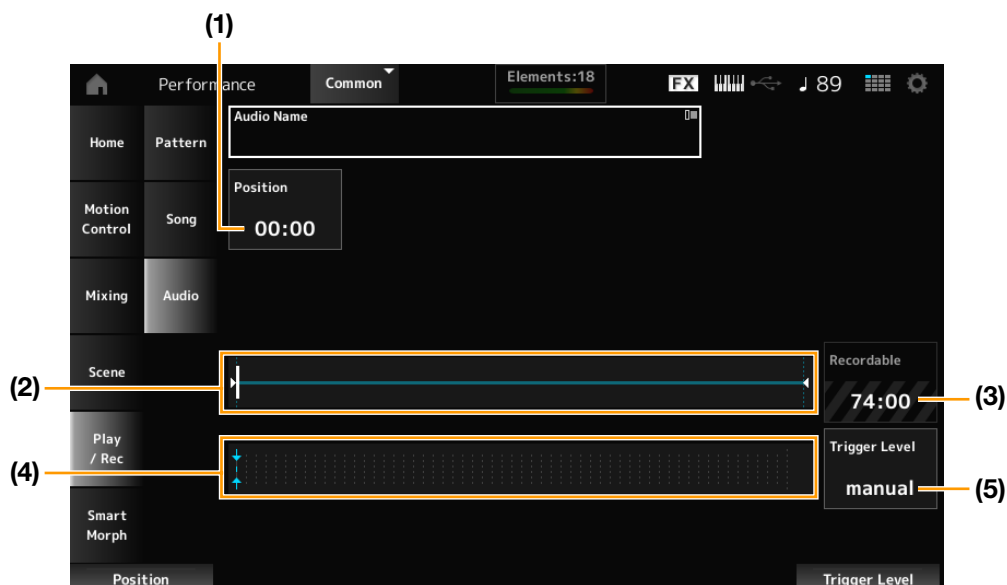 (1)
Performance
Common
Elements:18
FX
89
Home
Pattern
Audio Name
Motion
Control
Song
Position
00:00
Mixing
Audio
Scene
(2)
Recordable
74:00
(3)
Play
/ Rec
(4)
Trigger Level
manual
(5)
Smart
Morph
Position
Trigger Level